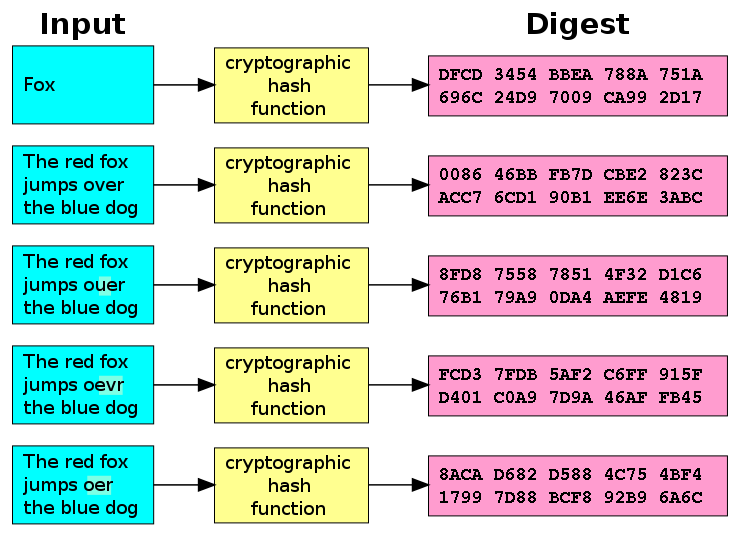 Input
Digest
Fox
cryptographic
hash
function
DFCD 3454 BBEA 788A 751A
696C 24D9 7009 CA99 2D17
The red fox
jumps over
the blue dog
cryptographic
hash
function
0086 46BB FB7D CBE2 823C
ACC7 6CD1 90B1 EE6E 3ABC
The red fox
jumps ouer
the blue dog
cryptographic
hash
function
8FD8 7558 7851 4F32 D1C6
76B1 79A9 0DA4 AEFE 4819
The red fox
jumps oevr
the blue dog
cryptographic
hash
function
FCD3 7FDB 5AF2 C6FF 915F
D401 C0A9 7D9A 46AF FB45
The red fox
jumps oer
the blue dog
cryptographic
hash
function
8ACA D682 D588 4C75 4BF4
1799 7D88 BCF8 92B9 6A6C